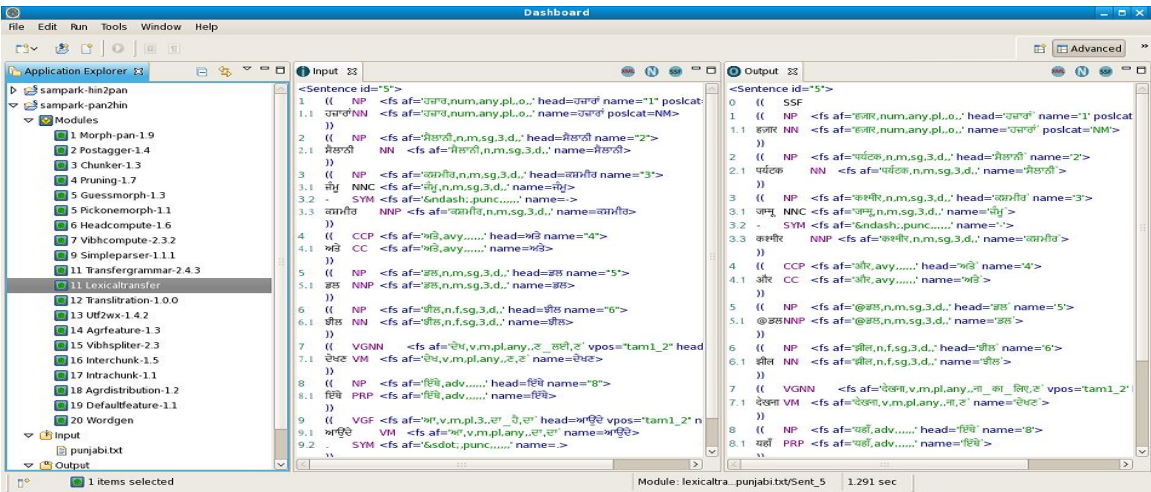 Dashboard
File Edit Run Tools Window Help
Advanced »
Application Explorer
sampark-hin2pan
sampark-pan2hin
Modules
1 Morph-pan-1.9
2 Postagger-1.4
3 Chunker-1.3
4 Pruning-1.7
5 Guessmorph-1.3
5 Pickonemorph-1.1
6 Headcompute-1.6
7 Vibhcompute-2.3.2
9 Simpleparser-1.1.1
11 Transfergrammar-2.4.3
11 Lexicaltransfer
12 Translitration-1.0.0
13 Utf2wx-1.4.2
14 Agrfeature-1.3
15 Vibhspliter-2.3
16 Interchunk-1.5
17 Intrachunk-1.1
18 Agrdistribution-1.2
19 Defaultfeature-1.1
20 Wordgen
Input
punjabi.txt
Output
Input
<Sentence id="5">
1 (( NP <fs af='ਹਜ਼ਾਰ,num,any,pl,,o,,' head=ਹਜ਼ਾਰਾਂ name="1" poslcat
1.1 ਹਜ਼ਾਰਾਂ NN <fs af='ਹਜ਼ਾਰ,num,any,pl,,o,,' name=ਹਜ਼ਾਰਾਂ poslcat=NM>
))
2 (( NP <fs af='ਸੈਲਾਨੀ,n,m,sg,3,d,,' head=ਸੈਲਾਨੀ name="2">
2.1 ਸੈਲਾਨੀ NN <fs af='ਸੈਲਾਨੀ,n,m,sg,3,d,,' name=ਸੈਲਾਨੀ>
))
3 (( NP <fs af='ਕਸ਼ਮੀਰ,n,m,sg,3,d,,' head=ਕਸ਼ਮੀਰ name="3">
3.1 ਜੰਮੂ NNC <fs af='ਜੰਮੂ,n,m,sg,3,d,,' name=ਜੰਮੂ>
3.2 - SYM <fs af='&ndash;,punc,,,,,,' name=->
3.3 ਕਸ਼ਮੀਰ NNP <fs af='ਕਸ਼ਮੀਰ,n,m,sg,3,d,,' name=ਕਸ਼ਮੀਰ>
))
4 (( CCP <fs af='ਅਤੇ,avy,,,,,,' head=ਅਤੇ name="4">
4.1 ਅਤੇ CC <fs af='ਅਤੇ,avy,,,,,,' name=ਅਤੇ>
))
5 (( NP <fs af='ਡਲ,n,m,sg,3,d,,' head=ਡਲ name="5">
5.1 ਡਲ NNP <fs af='ਡਲ,n,m,sg,3,d,,' name=ਡਲ>
))
6 (( NP <fs af='ਝੀਲ,n,f,sg,3,d,,' head=ਝੀਲ name="6">
6.1 ਝੀਲ NN <fs af='ਝੀਲ,n,f,sg,3,d,,' name=ਝੀਲ>
))
7 (( VGNN <fs af='ਦੇਖ,v,m,pl,any,,ਣ_ਲਈ,ਣ' vpos="tam1_2" head
7.1 ਦੇਖਣ VM <fs af='ਦੇਖ,v,m,pl,any,,ਣ,ਣ' name=ਦੇਖਣ>
))
8 (( NP <fs af='ਇੱਥੇ,adv,,,,,,' head=ਇੱਥੇ name="8">
8.1 ਇੱਥੇ PRP <fs af='ਇੱਥੇ,adv,,,,,,' name=ਇੱਥੇ>
))
9 (( VGF <fs af='ਆ,v,m,pl,3,,ਦਾ_ਹੈ,ਦਾ' head=ਆਉਂਦੇ vpos="tam1_2" n
9.1 ਆਉਂਦੇ VM <fs af='ਆ,v,m,pl,any,,ਦਾ,ਦਾ' name=ਆਉਂਦੇ>
9.2 . SYM <fs af='&sdot;,punc,,,,,,' name=.>
))
Output
<Sentence id="5">
0 (( SSF
1 (( NP <fs af='हजार,num,any,pl,,o,,' head='ਹਜ਼ਾਰਾਂ' name='1' poslcat
1.1 हजार NN <fs af='हजार,num,any,pl,,o,,' name='ਹਜ਼ਾਰਾਂ' poslcat='NM'>
))
2 (( NP <fs af='पर्यटक,n,m,sg,3,d,,' head='ਸੈਲਾਨੀ' name='2'>
2.1 पर्यटक NN <fs af='पर्यटक,n,m,sg,3,d,,' name='ਸੈਲਾਨੀ'>
))
3 (( NP <fs af='कश्मीर,n,m,sg,3,d,,' head='ਕਸ਼ਮੀਰ' name='3'>
3.1 जम्मू NNC <fs af='जम्मू,n,m,sg,3,d,,' name='ਜੰਮੂ'>
3.2 - SYM <fs af='&ndash;,punc,,,,,,' name='-'>
3.3 कश्मीर NNP <fs af='कश्मीर,n,m,sg,3,d,,' name='ਕਸ਼ਮੀਰ'>
))
4 (( CCP <fs af='और,avy,,,,,,' head='ਅਤੇ' name='4'>
4.1 और CC <fs af='और,avy,,,,,,' name='ਅਤੇ'>
))
5 (( NP <fs af='@ਡਲ,n,m,sg,3,d,,' head='ਡਲ' name='5'>
5.1 @ਡਲ NNP <fs af='@ਡਲ,n,m,sg,3,d,,' name='ਡਲ'>
))
6 (( NP <fs af='झील,n,f,sg,3,d,,' head='ਝੀਲ' name='6'>
6.1 झील NN <fs af='झील,n,f,sg,3,d,,' name='ਝੀਲ'>
))
7 (( VGNN <fs af='देखना,v,m,pl,any,,ना_का_लिए,ਣ' vpos='tam1_2'
7.1 देखना VM <fs af='देखना,v,m,pl,any,,ना,ਣ' name='ਦੇਖਣ'>
))
8 (( NP <fs af='यहाँ,adv,,,,,,' head='ਇੱਥੇ' name='8'>
8.1 यहाँ PRP <fs af='यहाँ,adv,,,,,,' name='ਇੱਥੇ'>
))
1 items selected
Module: lexicaltra...punjabi.txt/Sent_5
1.291 sec